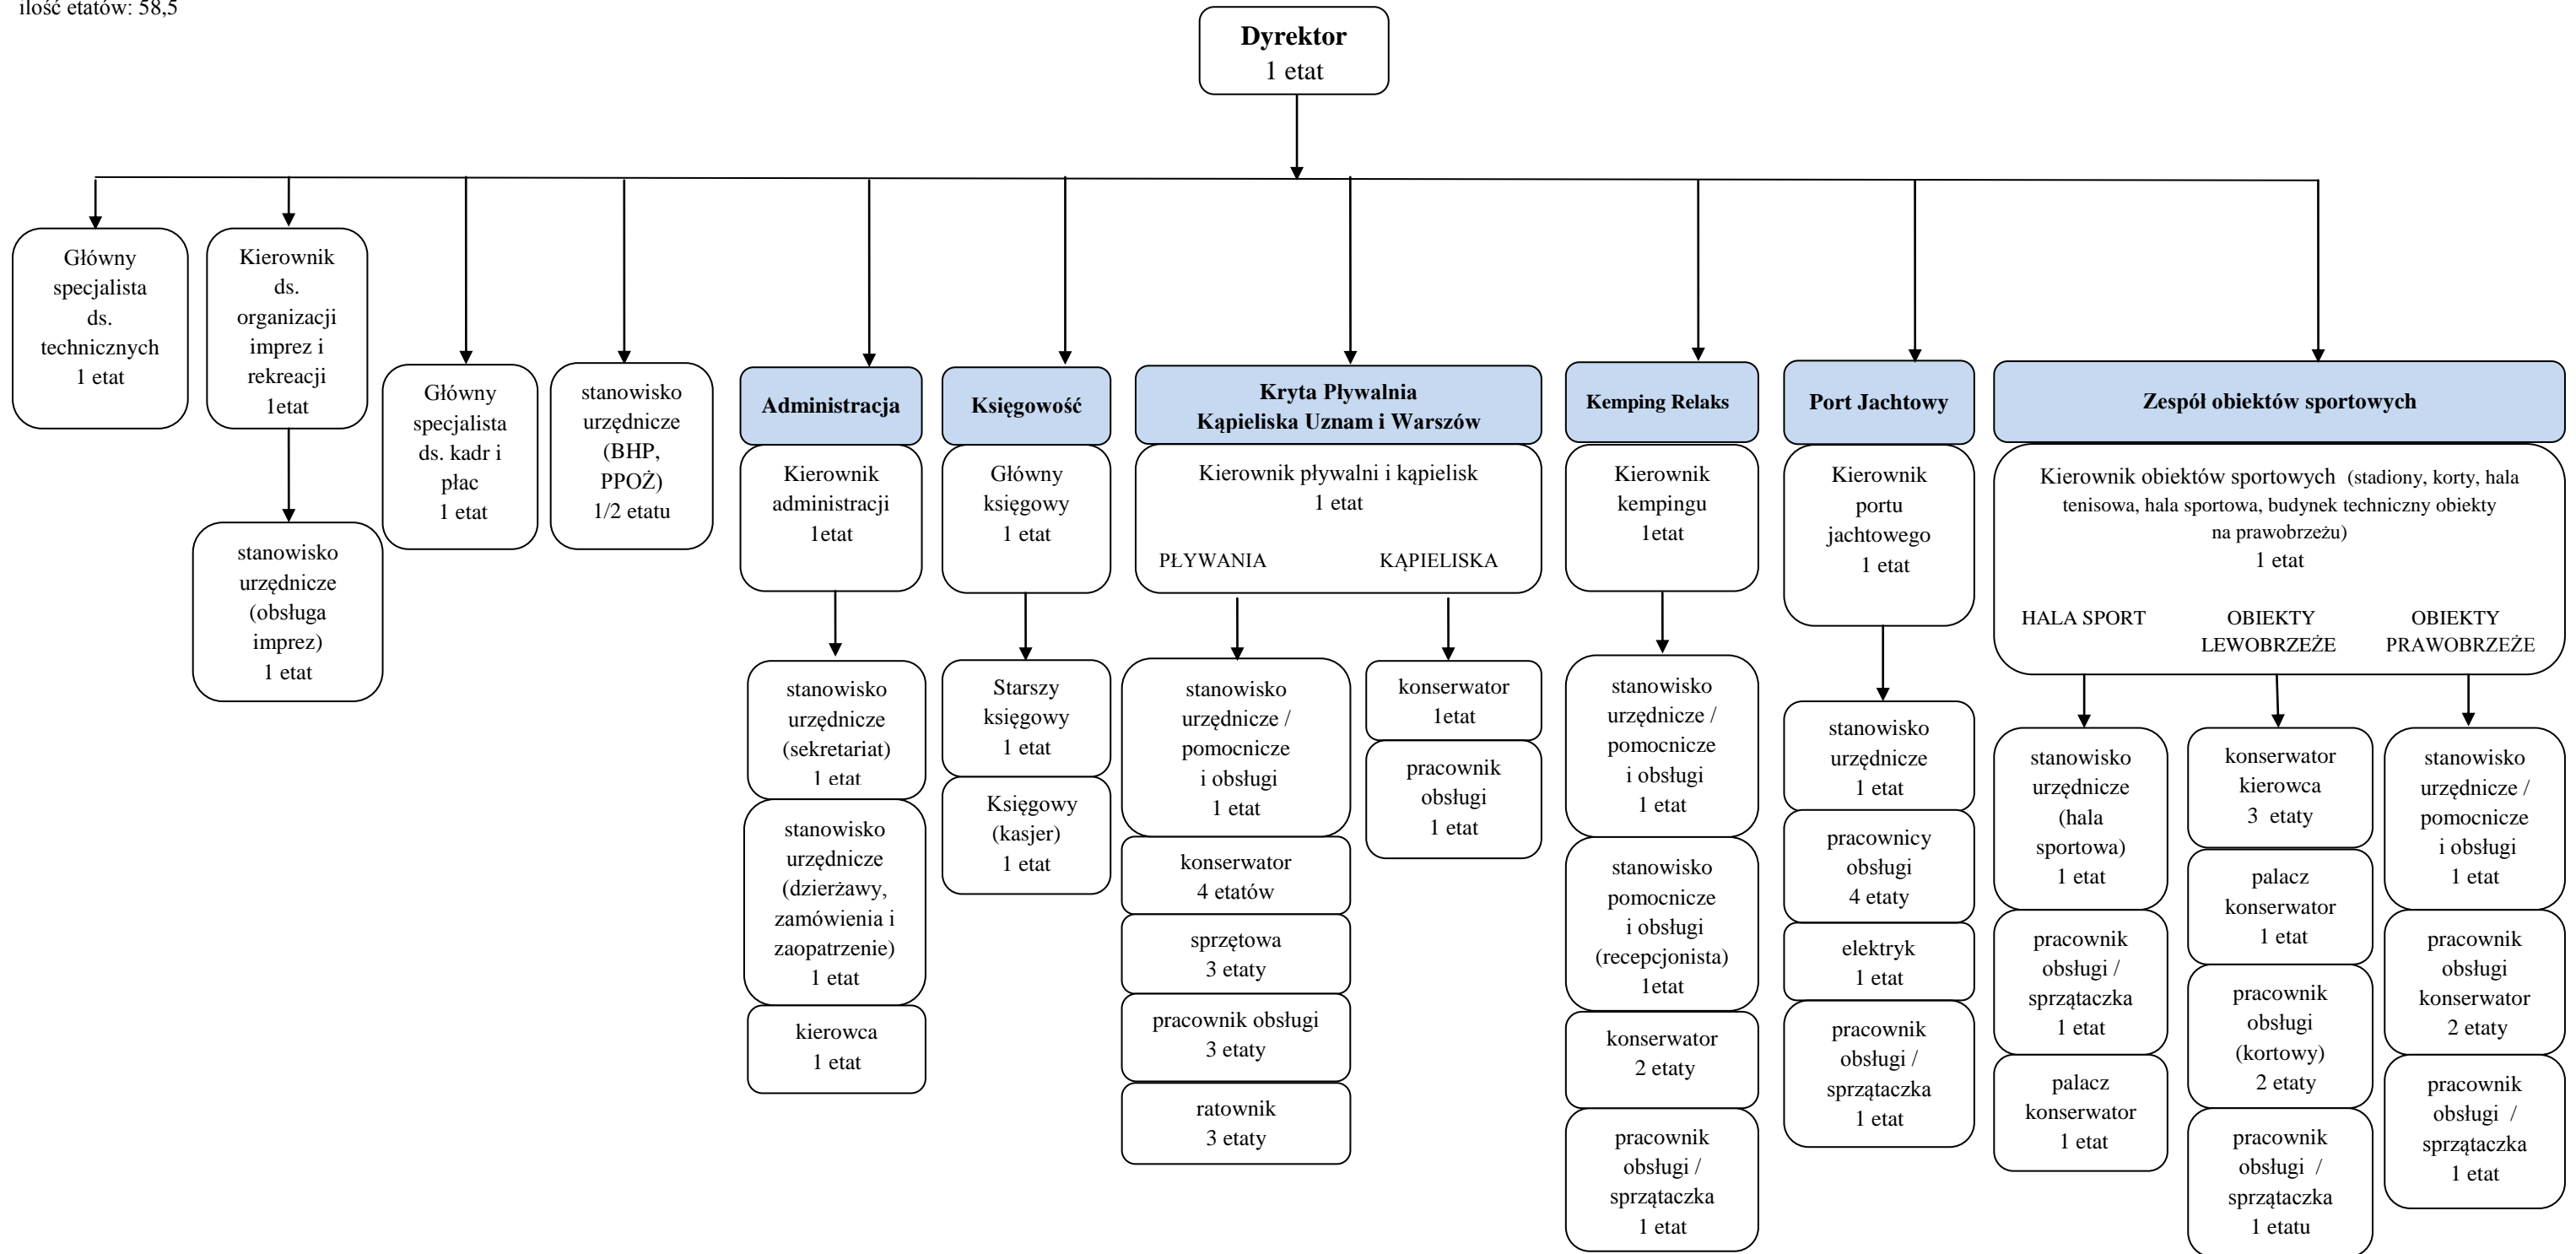 ilość etatów: 58,5
Dyrektor
1 etat
Główny
specjalista
ds.
technicznych
1 etat
Kierownik
ds.
organizacji
imprez i
rekreacji
1etat
stanowisko
urzędnicze
(obsługa
imprez)
1 etat
Główny
specjalista
ds. kadr i
płac
1 etat
stanowisko
urzędnicze
(BHP,
PPOŻ)
1/2 etatu
Administracja
Kierownik
administracji
1etat
stanowisko
urzędnicze
(sekretariat)
1 etat
stanowisko
urzędnicze
(dzierżawy,
zamówienia i
zaopatrzenie)
1 etat
kierowca
1 etat
Księgowość
Główny
księgowy
1 etat
Starszy
księgowy
1 etat
Księgowy
(kasjer)
1 etat
Kryta Pływalnia
Kąpieliska Uznam i Warszów
Kierownik pływalni i kąpielisk
1 etat
PŁYWANIA KĄPIELISKA
stanowisko
urzędnicze /
pomocnicze
i obsługi
1 etat
konserwator
4 etatów
sprzętowa
3 etaty
pracownik obsługi
3 etaty
ratownik
3 etaty
konserwator
1etat
pracownik
obsługi
1 etat
Kemping Relaks
Kierownik
kempingu
1etat
stanowisko
urzędnicze /
pomocnicze
i obsługi
1 etat
stanowisko
pomocnicze
i obsługi
(recepcjonista)
1etat
konserwator
2 etaty
pracownik
obsługi /
sprzątaczka
1 etat
Port Jachtowy
Kierownik
portu
jachtowego
1 etat
stanowisko
urzędnicze
1 etat
pracownicy
obsługi
4 etaty
elektryk
1 etat
pracownik
obsługi /
sprzątaczka
1 etat
Zespół obiektów sportowych
Kierownik obiektów sportowych (stadiony, korty, hala
tenisowa, hala sportowa, budynek techniczny obiekty
na prawobrzeżu)
1 etat
HALA SPORT
OBIEKTY
LEWOBRZEŻE
OBIEKTY
PRAWOBRZEŻE
stanowisko
urzędnicze
(hala
sportowa)
1 etat
pracownik
obsługi /
sprzątaczka
1 etat
palacz
konserwator
1 etat
konserwator
kierowca
3 etaty
palacz
konserwator
1 etat
pracownik
obsługi
(kortowy)
2 etaty
pracownik
obsługi /
sprzątaczka
1 etatu
stanowisko
urzędnicze /
pomocnicze
i obsługi
1 etat
pracownik
obsługi
konserwator
2 etaty
pracownik
obsługi /
sprzątaczka
1 etat